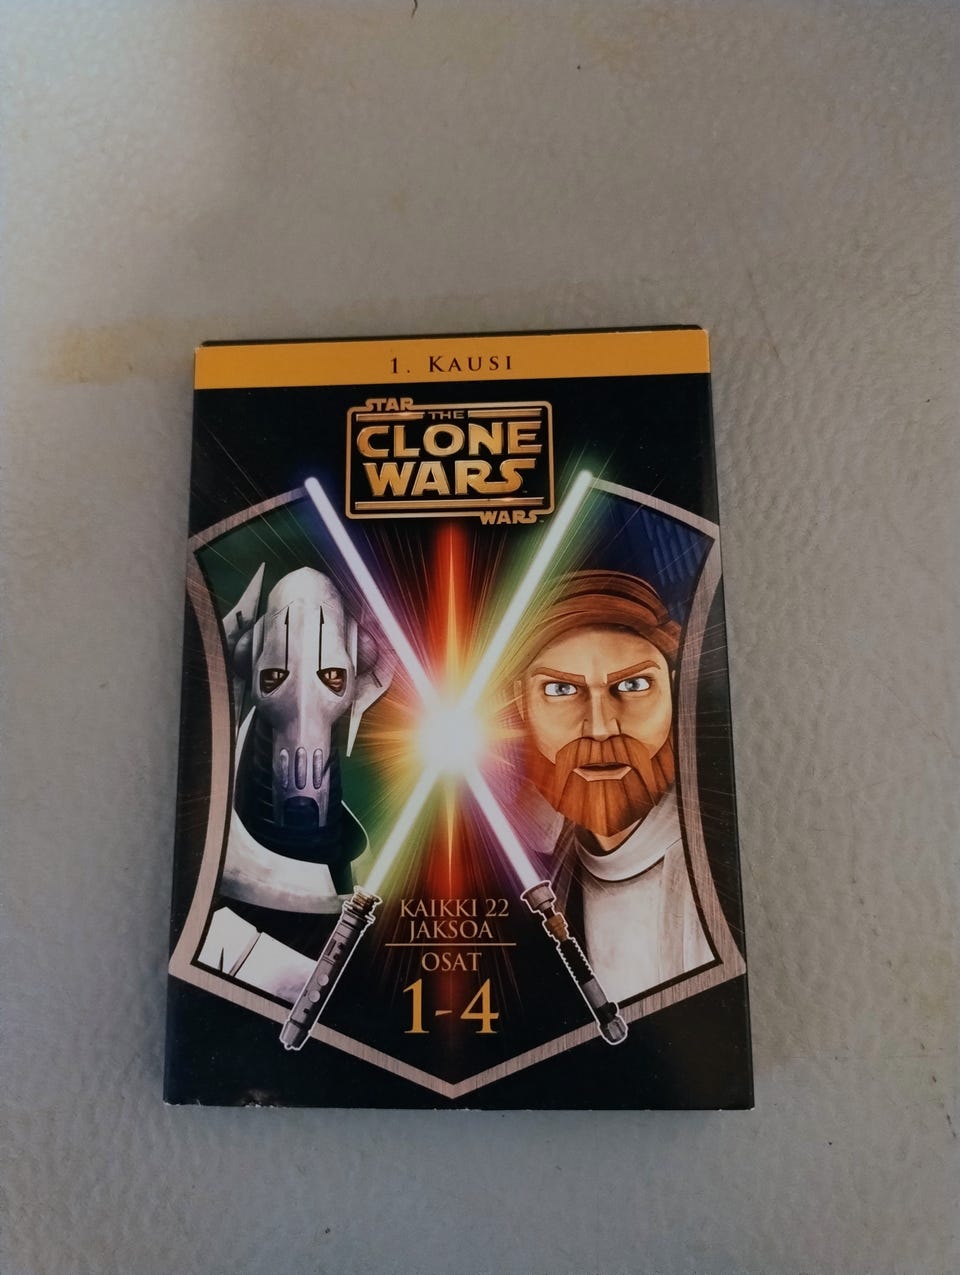 1. KAUSI
STAR
THE
CLONE
WARS
WARS
KAIKKI 22
JAKSOA
OSAT
1-4